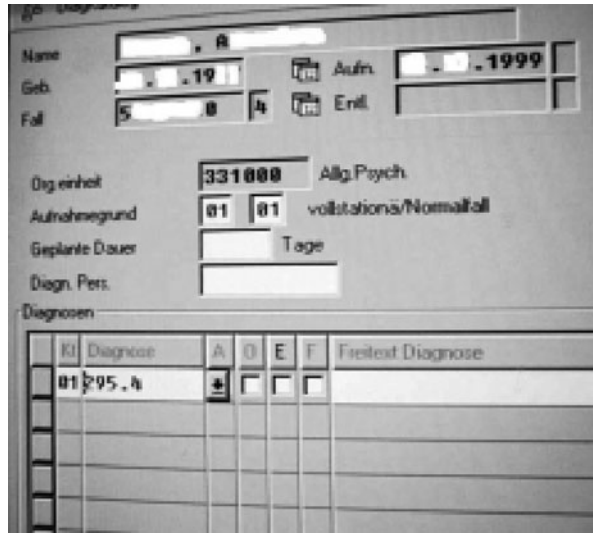 Name , A
Geb. . .19 Aufn. . .1999
Fall 5 .0 4 Entl.
Org.einheit 331000 Allg.Psych.
Aufnahmegrund 01 01 vollstationä/Normalfall
Geplante Dauer Tage
Diagn. Pers.
Diagnosen
Kl Diagnose A O E F Freitext Diagnose
01 295.4